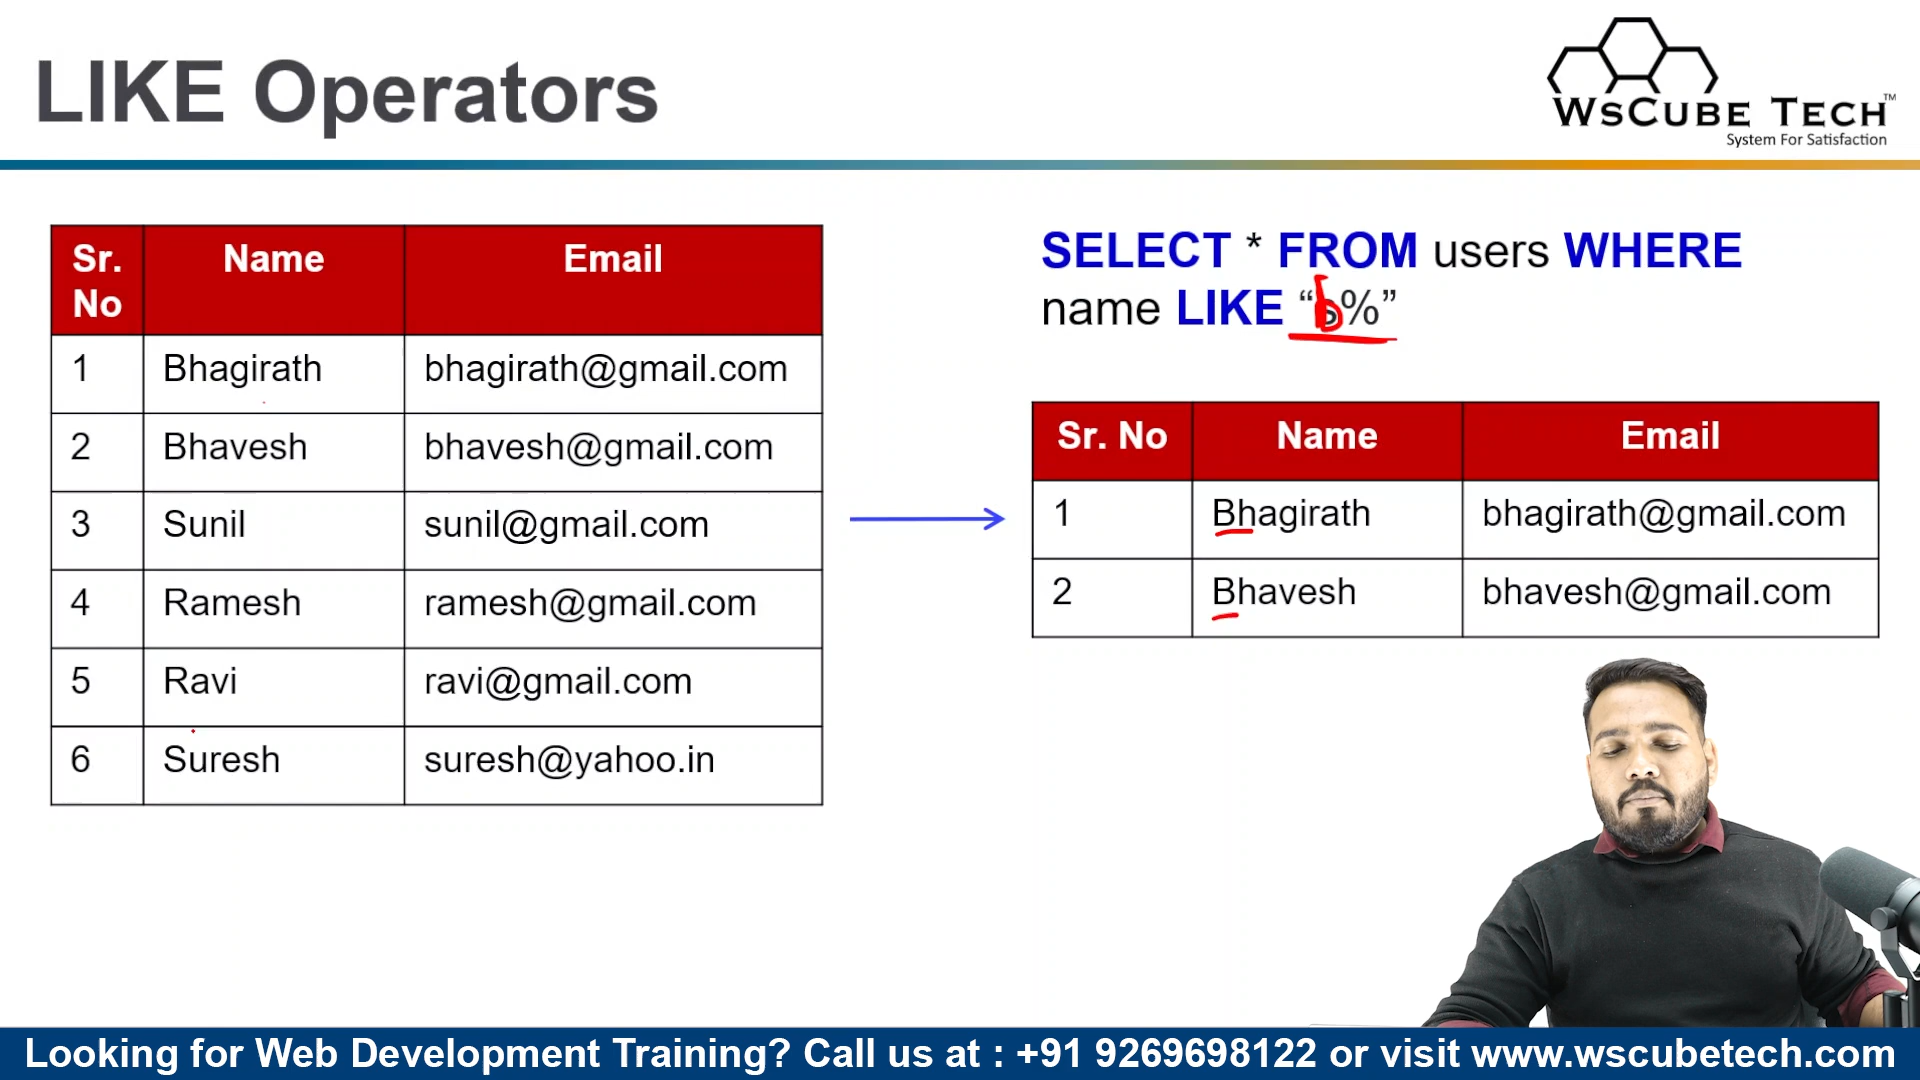 LIKE Operators
WSCUBE TECH™
System For Satisfaction
Sr. No Name Email
1 Bhagirath bhagirath@gmail.com
2 Bhavesh bhavesh@gmail.com
3 Sunil sunil@gmail.com
4 Ramesh ramesh@gmail.com
5 Ravi ravi@gmail.com
6 Suresh suresh@yahoo.in
SELECT * FROM users WHERE
name LIKE “b%”
Sr. No Name Email
1 Bhagirath bhagirath@gmail.com
2 Bhavesh bhavesh@gmail.com
Looking for Web Development Training? Call us at : +91 9269698122 or visit www.wscubetech.com